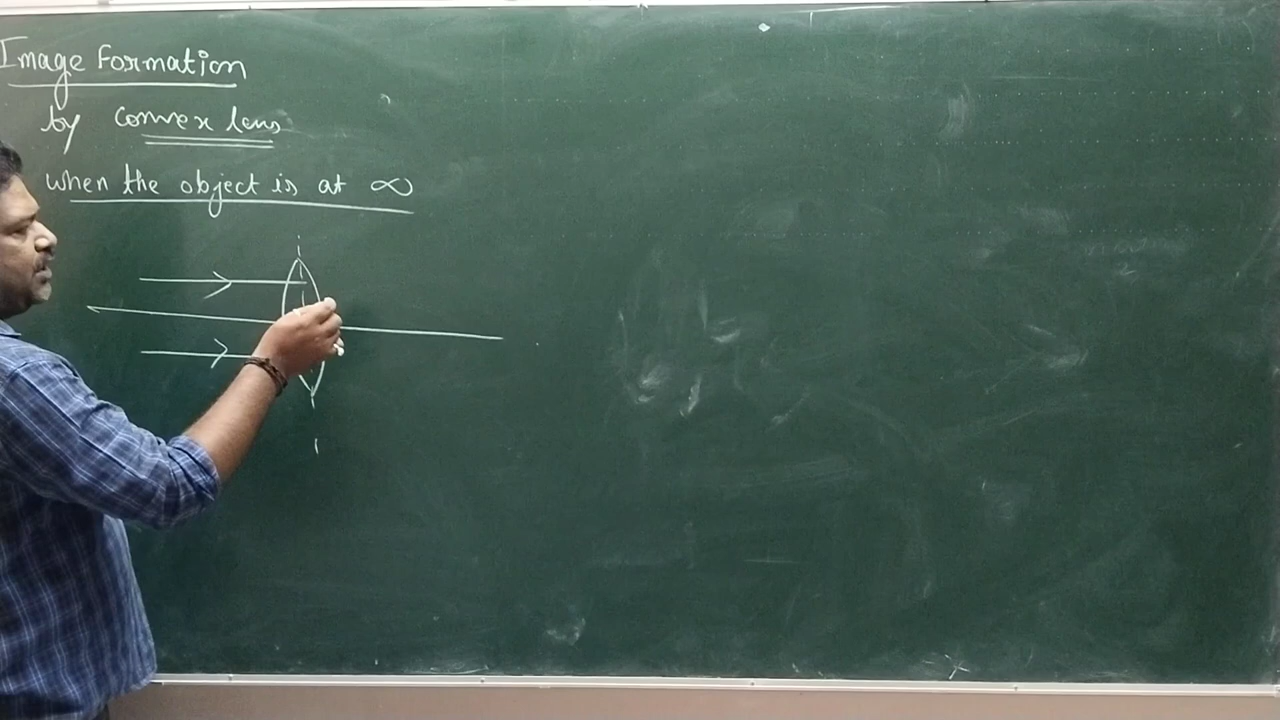 Image Formation
by convex lens
when the object is at ∞